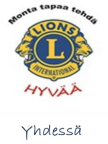 Monta tapaa tehdä
LIONS
L
INTERNATIONAL
HYVÄÄ
Yhdessä